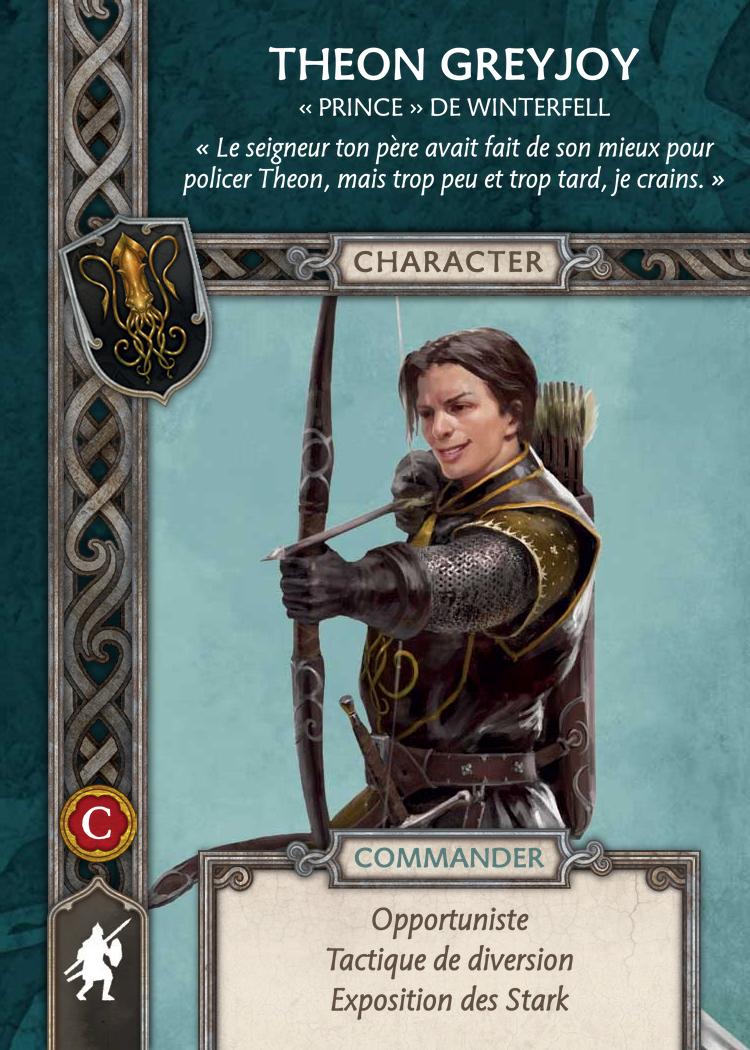 THEON GREYJOY
« PRINCE » DE WINTERFELL
« Le seigneur ton père avait fait de son mieux pour
policer Theon, mais trop peu et trop tard, je crains. »
CHARACTER
C
COMMANDER
Opportuniste
Tactique de diversion
Exposition des Stark